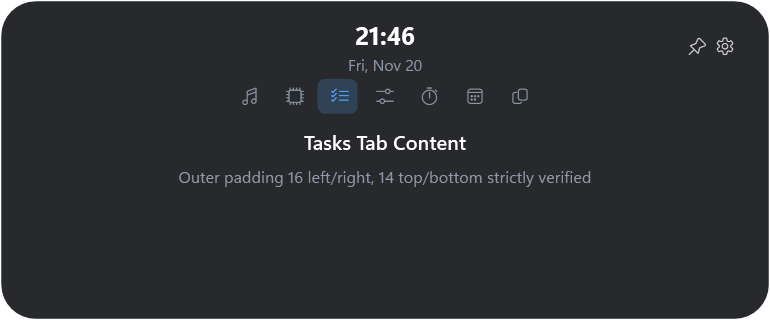 21:46
Fri, Nov 20
Tasks Tab Content
Outer padding 16 left/right, 14 top/bottom strictly verified